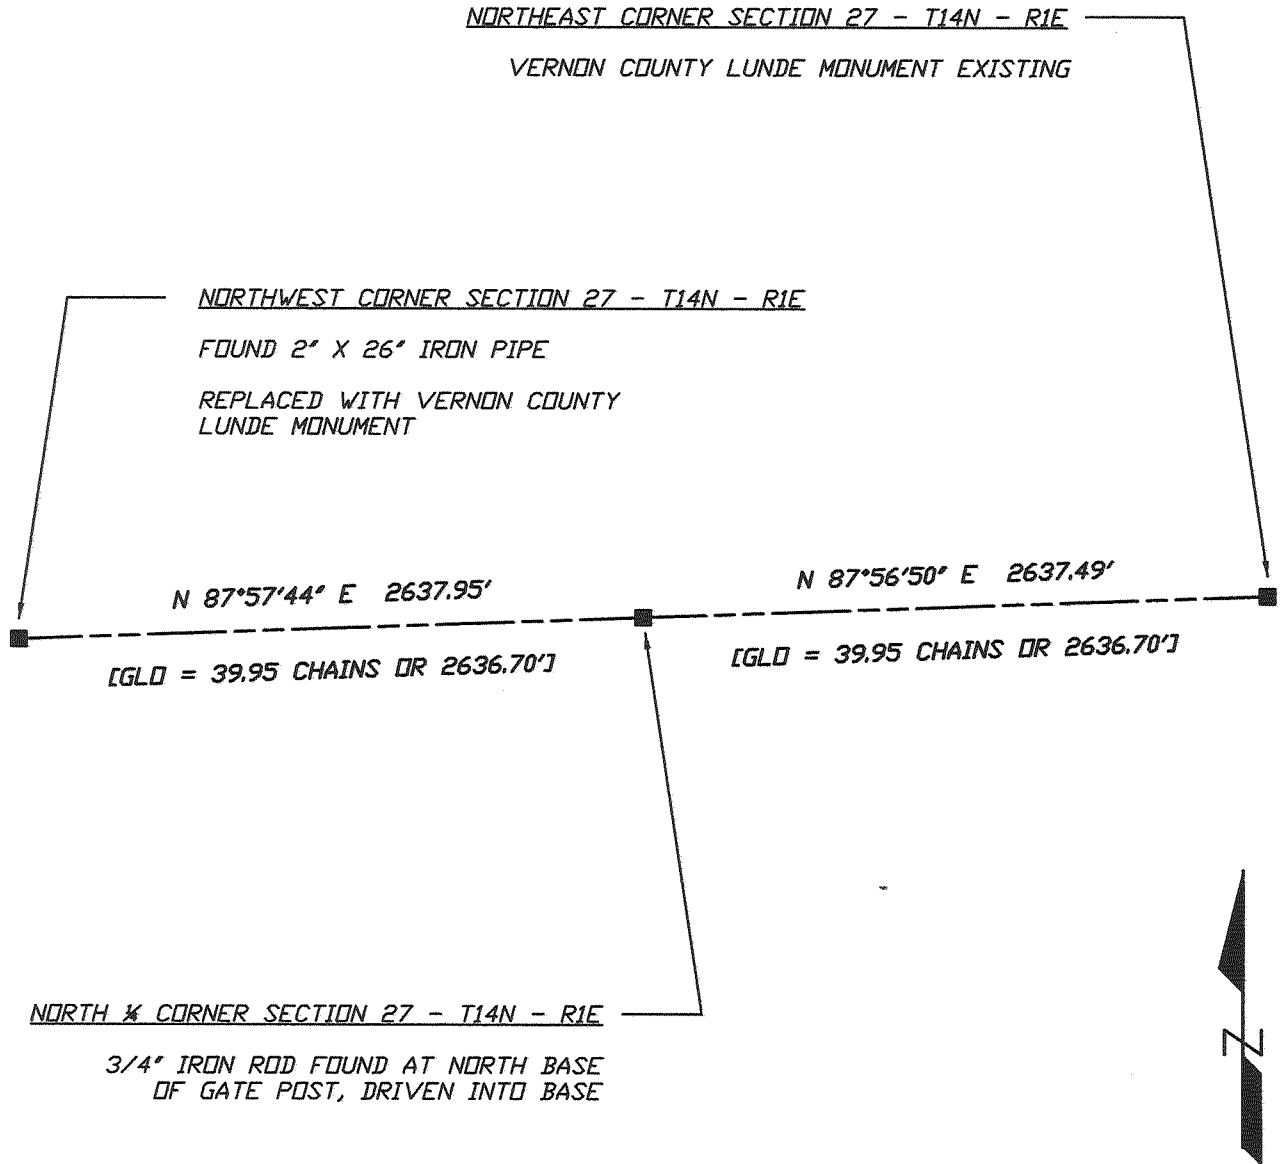 NORTHEAST CORNER SECTION 27 - T14N - R1E
VERNON COUNTY LUNDE MONUMENT EXISTING
NORTHWEST CORNER SECTION 27 - T14N - R1E
FOUND 2" X 26" IRON PIPE
REPLACED WITH VERNON COUNTY
LUNDE MONUMENT
N 87°57'44" E 2637.95'
N 87°56'50" E 2637.49'
[GLO = 39.95 CHAINS OR 2636.70']
[GLO = 39.95 CHAINS OR 2636.70']
NORTH ¼ CORNER SECTION 27 - T14N - R1E
3/4" IRON ROD FOUND AT NORTH BASE
OF GATE POST, DRIVEN INTO BASE
N